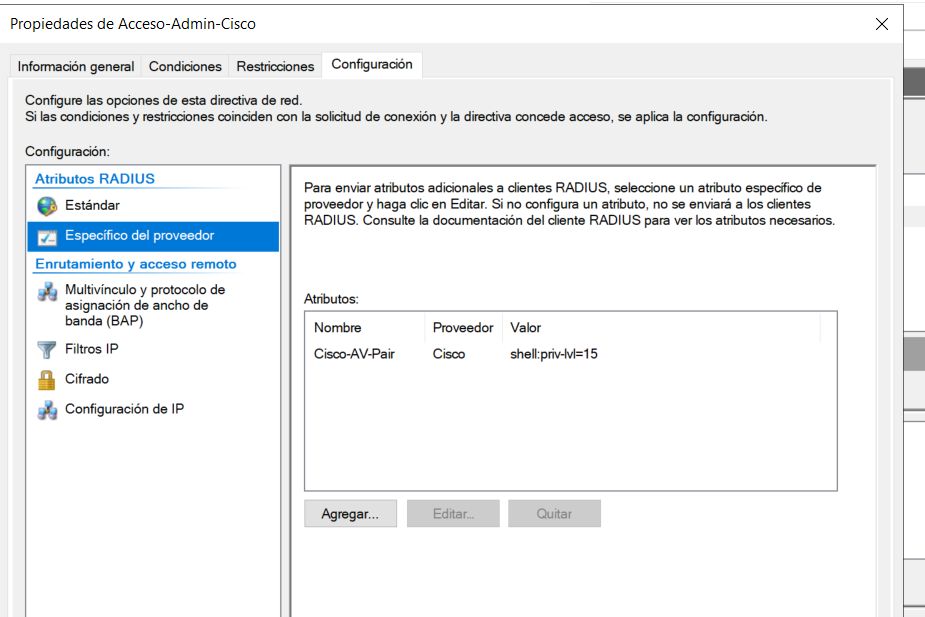 Propiedades de Acceso-Admin-Cisco
Información general
Condiciones
Restricciones
Configuración
Configure las opciones de esta directiva de red.
Si las condiciones y restricciones coinciden con la solicitud de conexión y la directiva concede acceso, se aplica la configuración.
Configuración:
Atributos RADIUS
Estándar
Específico del proveedor
Enrutamiento y acceso remoto
Multivínculo y protocolo de
asignación de ancho de
banda (BAP)
Filtros IP
Cifrado
Configuración de IP
Para enviar atributos adicionales a clientes RADIUS, seleccione un atributo específico de
proveedor y haga clic en Editar. Si no configura un atributo, no se enviará a los clientes
RADIUS. Consulte la documentación del cliente RADIUS para ver los atributos necesarios.
Atributos:
Nombre Proveedor Valor
Cisco-AV-Pair Cisco shell:priv-lvl=15
Agregar... Editar... Quitar